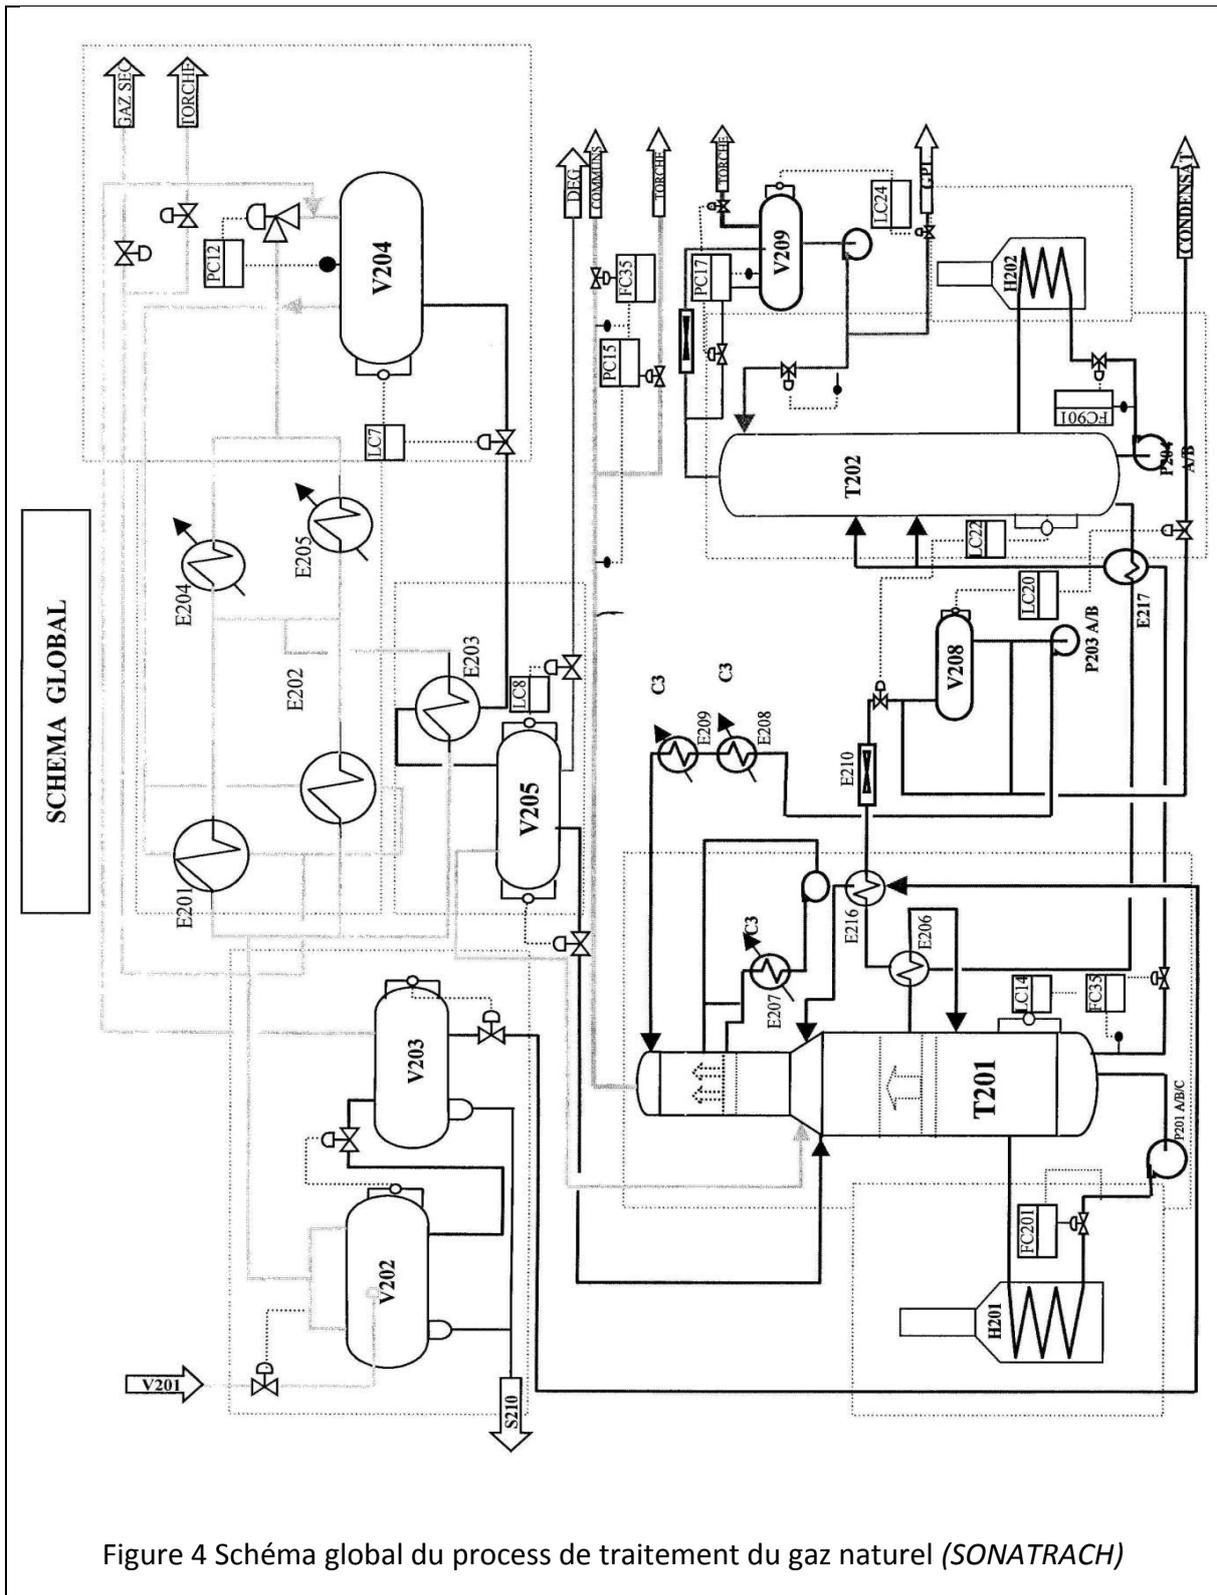 SCHEMA GLOBAL
GAZ SEC
TORCHE
PC12
V204
LC7
E204
E205
E202
E203
E201
LC8
V205
DEG
COMMUNS
TORCHE
FC35
PC15
TORCHE
PC17
V209
LC24
GPL
H202
FC901
CONDENSAT
T202
P204
A/B
LC22
LC20
E217
V208
P203 A/B
C3
C3
E209
E208
E210
E216
E206
C3
E207
LC14
FC35
T201
P201 A/B/C
FC201
H201
V203
V202
V201
S210
Figure 4 Schéma global du process de traitement du gaz naturel (SONATRACH)